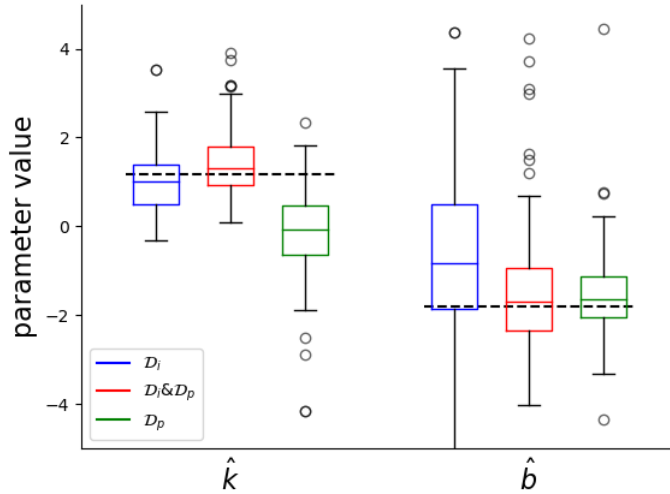 parameter value
4
2
0
−2
−4
𝒟ᵢ
𝒟ᵢ&𝒟ₚ
𝒟ₚ
k̂
b̂